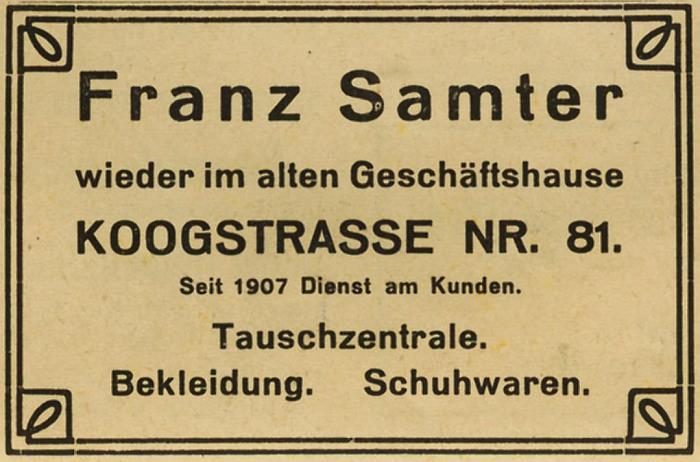 Franz Samter
wieder im alten Geschäftshause
KOOGSTRASSE NR. 81.
Seit 1907 Dienst am Kunden.
Tauschzentrale.
Bekleidung. Schuhwaren.